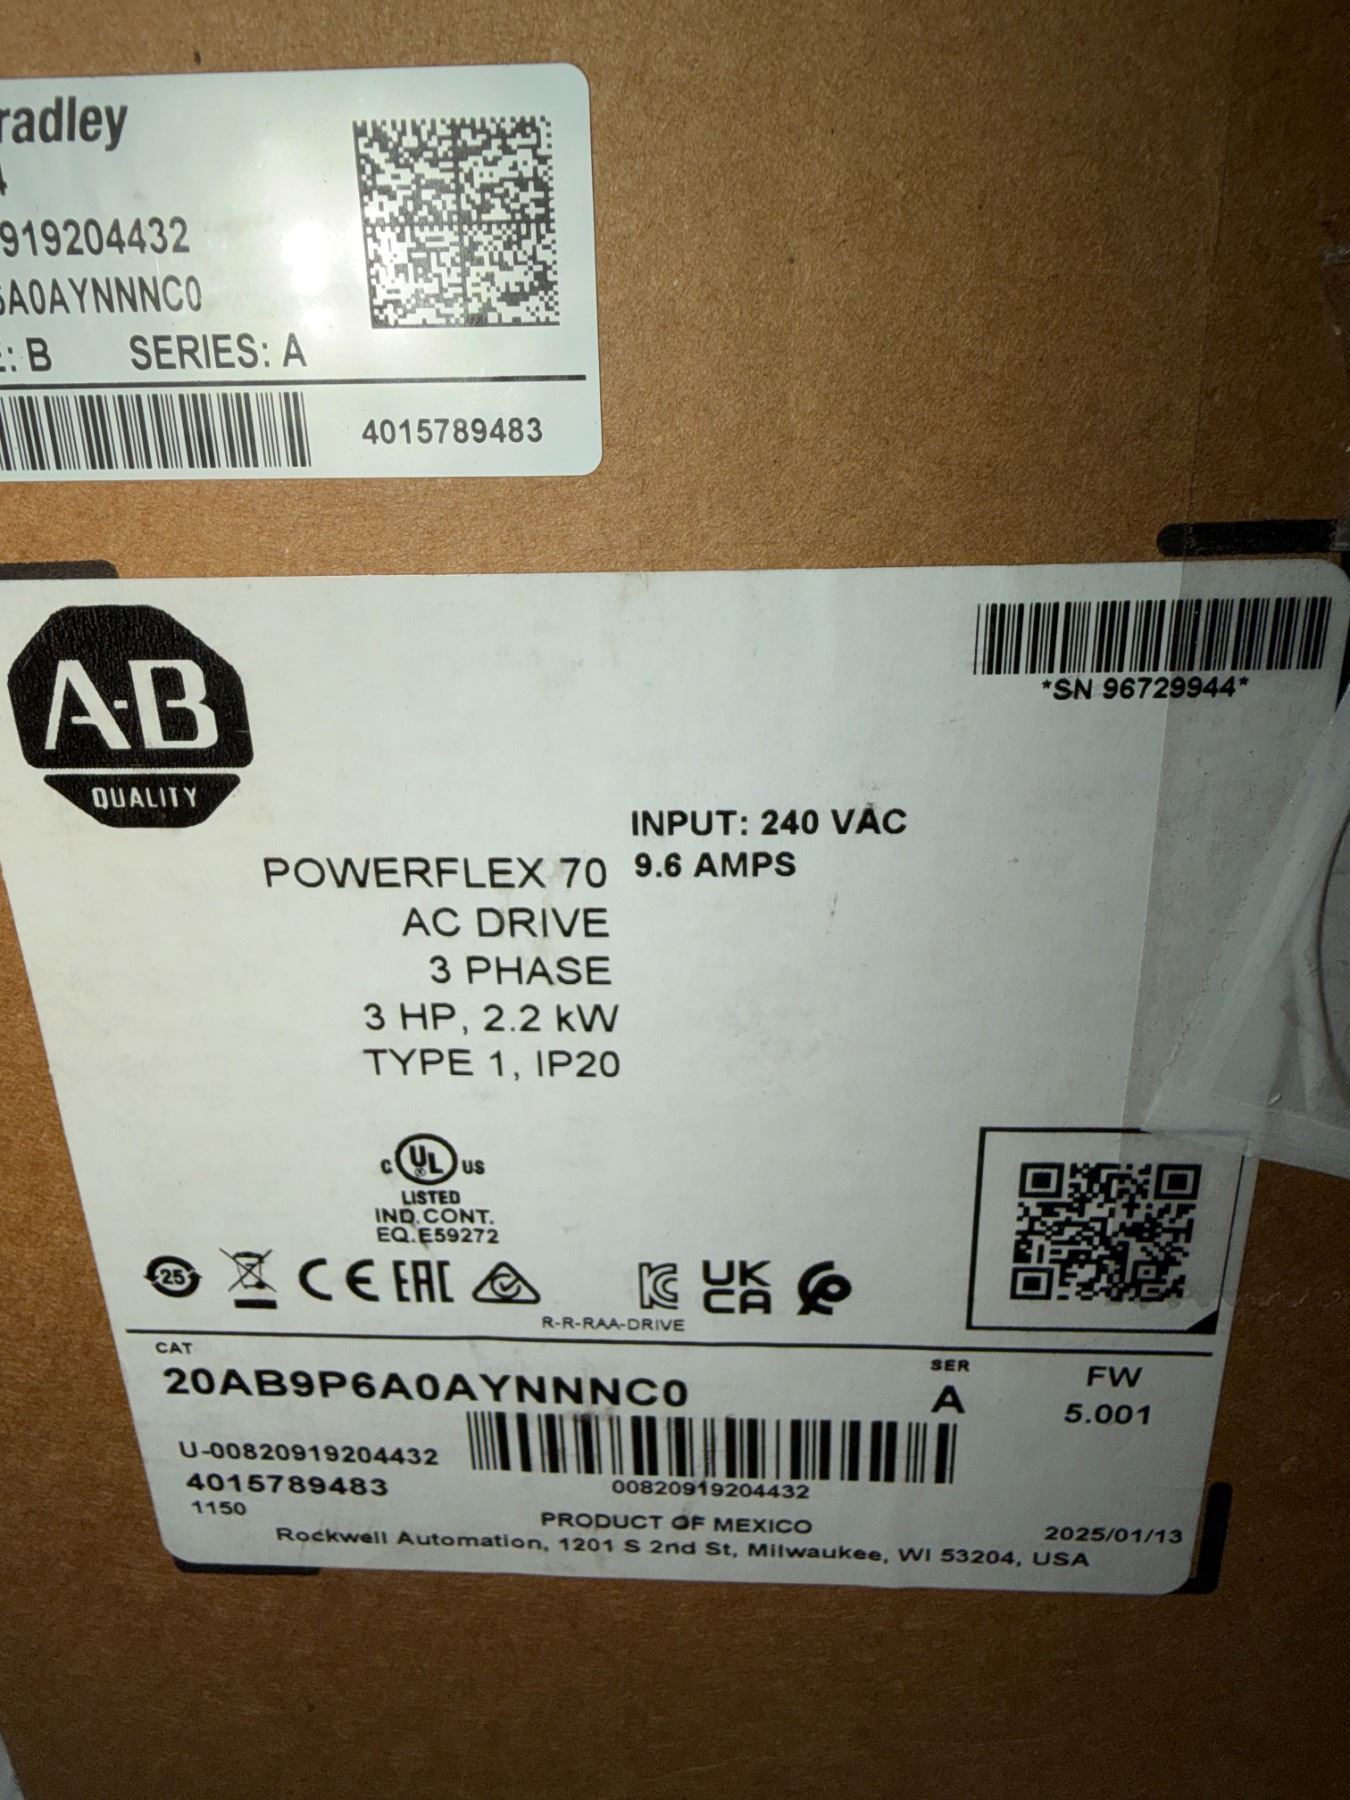 radley
919204432
6A0AYNNNC0
: B SERIES: A
4015789483
A-B
QUALITY
*SN 96729944*
INPUT: 240 VAC
9.6 AMPS
POWERFLEX 70
AC DRIVE
3 PHASE
3 HP, 2.2 kW
TYPE 1, IP20
C UL US
LISTED
IND.CONT.
EQ.E59272
25 CE EAC KC UK CA
R-R-RAA-DRIVE
CAT
20AB9P6A0AYNNNC0
SER
A
FW
5.001
U-00820919204432
00820919204432
4015789483
1150
PRODUCT OF MEXICO
2025/01/13
Rockwell Automation, 1201 S 2nd St, Milwaukee, WI 53204, USA